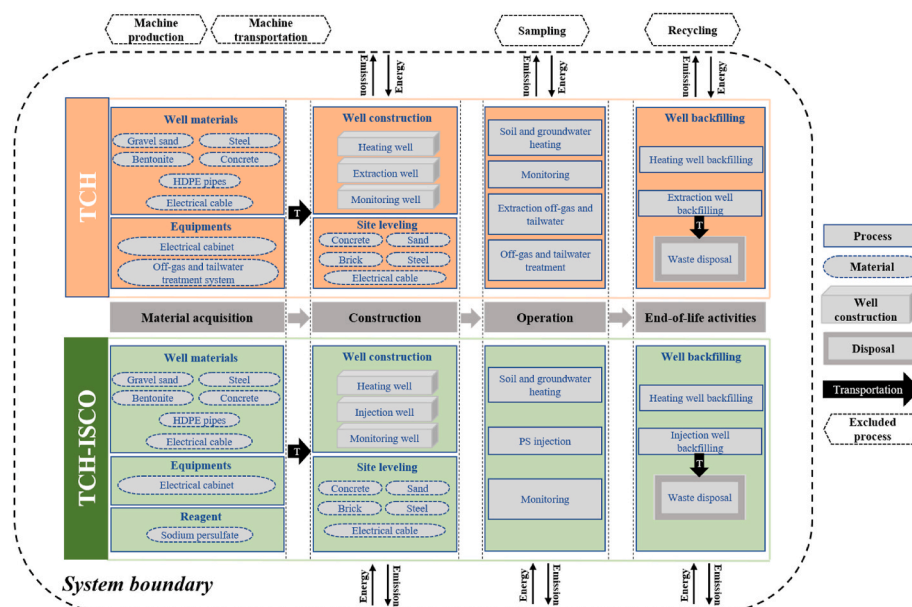 Machine
production
Machine
transportation
Sampling
Recycling
Emission
Energy
Emission
Energy
Emission
Energy
TCH
Well materials
Gravel sand
Steel
Bentonite
Concrete
HDPE pipes
Electrical cable
Equipments
Electrical cabinet
Off-gas and tailwater
treatment system
T
Well construction
Heating well
Extraction well
Monitoring well
Site leveling
Concrete
Sand
Brick
Steel
Electrical cable
Soil and groundwater
heating
Monitoring
Extraction off-gas and
tailwater
Off-gas and tailwater
treatment
Well backfilling
Heating well backfilling
Extraction well
backfilling
T
Waste disposal
Material acquisition
Construction
Operation
End-of-life activities
TCH-ISCO
Well materials
Gravel sand
Steel
Bentonite
Concrete
HDPE pipes
Electrical cable
Equipments
Electrical cabinet
Reagent
Sodium persulfate
T
Well construction
Heating well
Injection well
Monitoring well
Site leveling
Concrete
Sand
Brick
Steel
Electrical cable
Soil and groundwater
heating
PS injection
Monitoring
Well backfilling
Heating well backfilling
Injection well
backfilling
T
Waste disposal
System boundary
Energy
Emission
Energy
Emission
Energy
Emission
Process
Material
Well
construction
Disposal
Transportation
Excluded
process